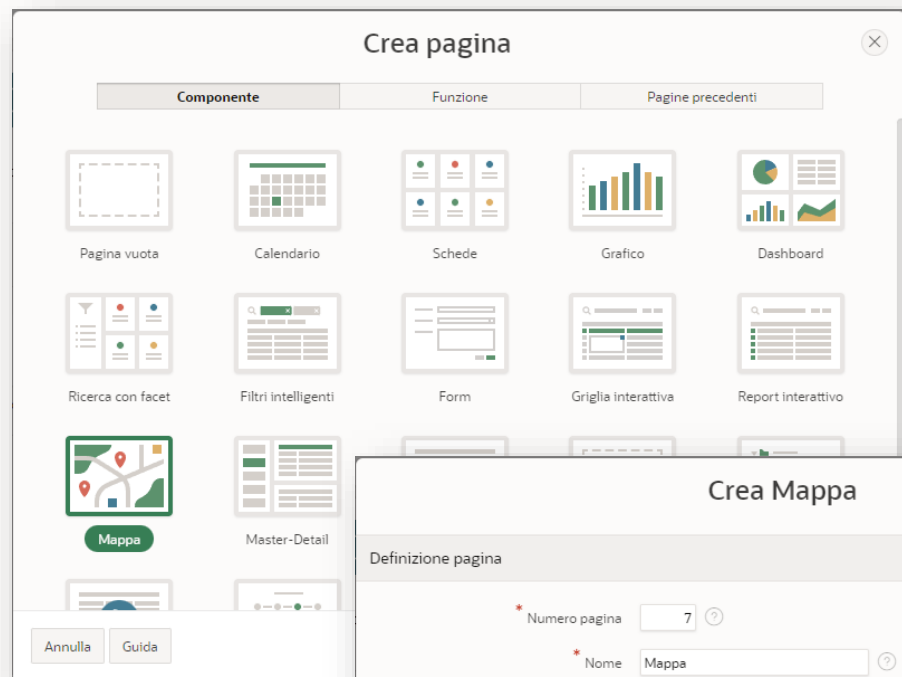 Crea pagina
Componente
Funzione
Pagine precedenti
Pagina vuota
Calendario
Schede
Grafico
Dashboard
Ricerca con facet
Filtri intelligenti
Form
Griglia interattiva
Report interattivo
Mappa
Master-Detail
Annulla
Guida
Crea Mappa
Definizione pagina
* Numero pagina 7 ?
* Nome Mappa ?